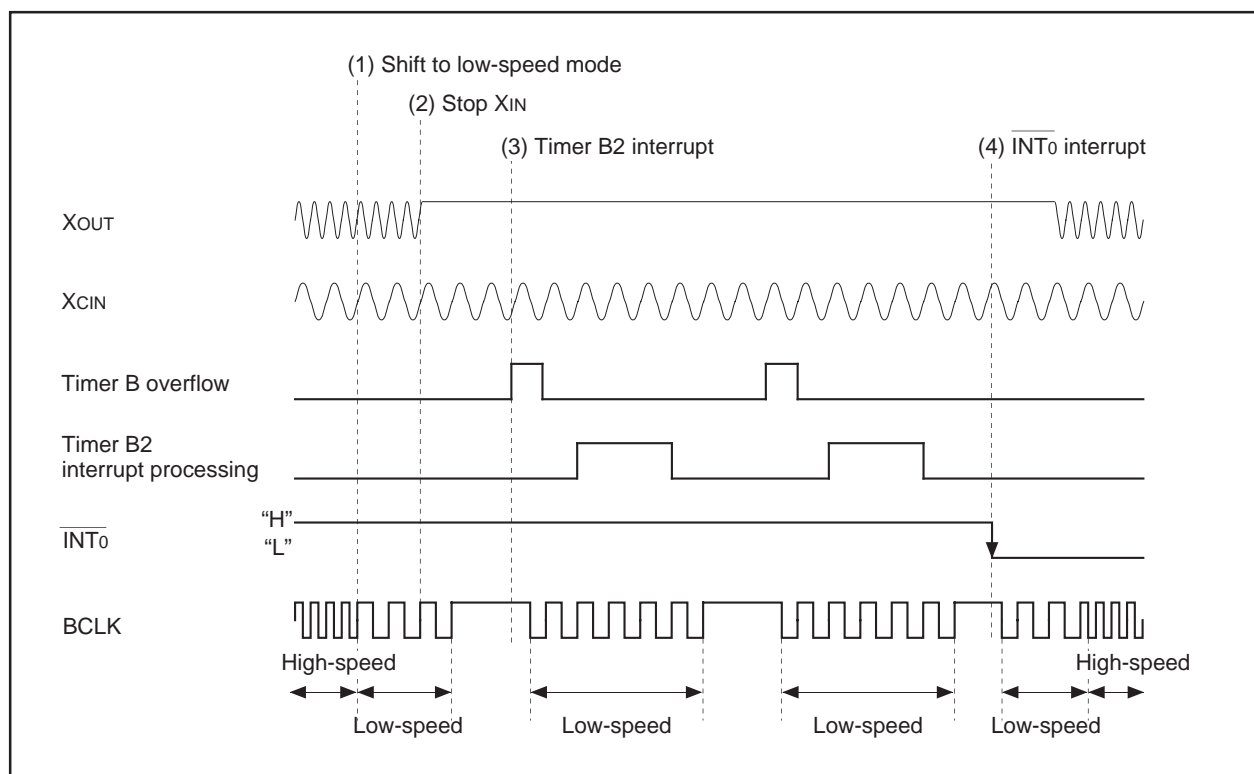 (1) Shift to low-speed mode
(2) Stop XIN
(3) Timer B2 interrupt
(4) INT0 interrupt
XOUT
XCIN
Timer B overflow
Timer B2
interrupt processing
INT0
“H”
“L”
BCLK
High-speed
High-speed
Low-speed
Low-speed
Low-speed
Low-speed